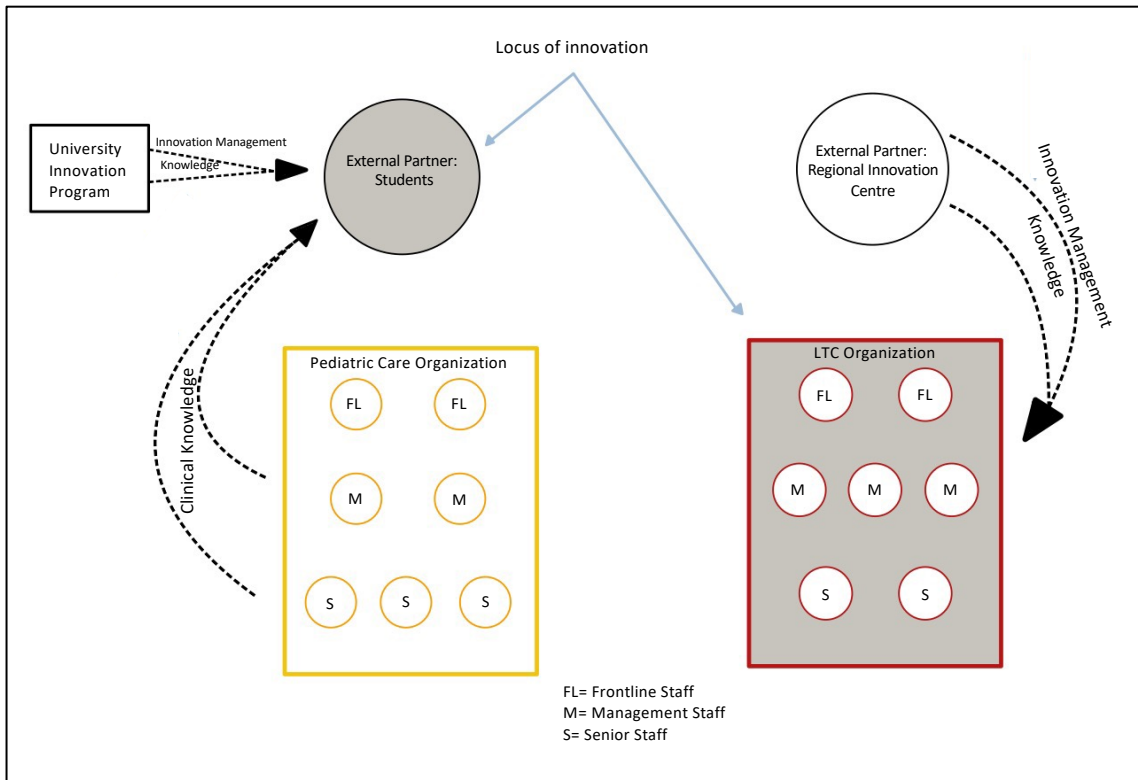 Locus of innovation
University
Innovation
Program
Innovation Management
Knowledge
External Partner:
Students
External Partner:
Regional Innovation
Centre
Innovation Management
Knowledge
Clinical Knowledge
Pediatric Care Organization
FL
FL
M
M
S
S
S
LTC Organization
FL
FL
M
M
M
S
S
FL= Frontline Staff
M= Management Staff
S= Senior Staff